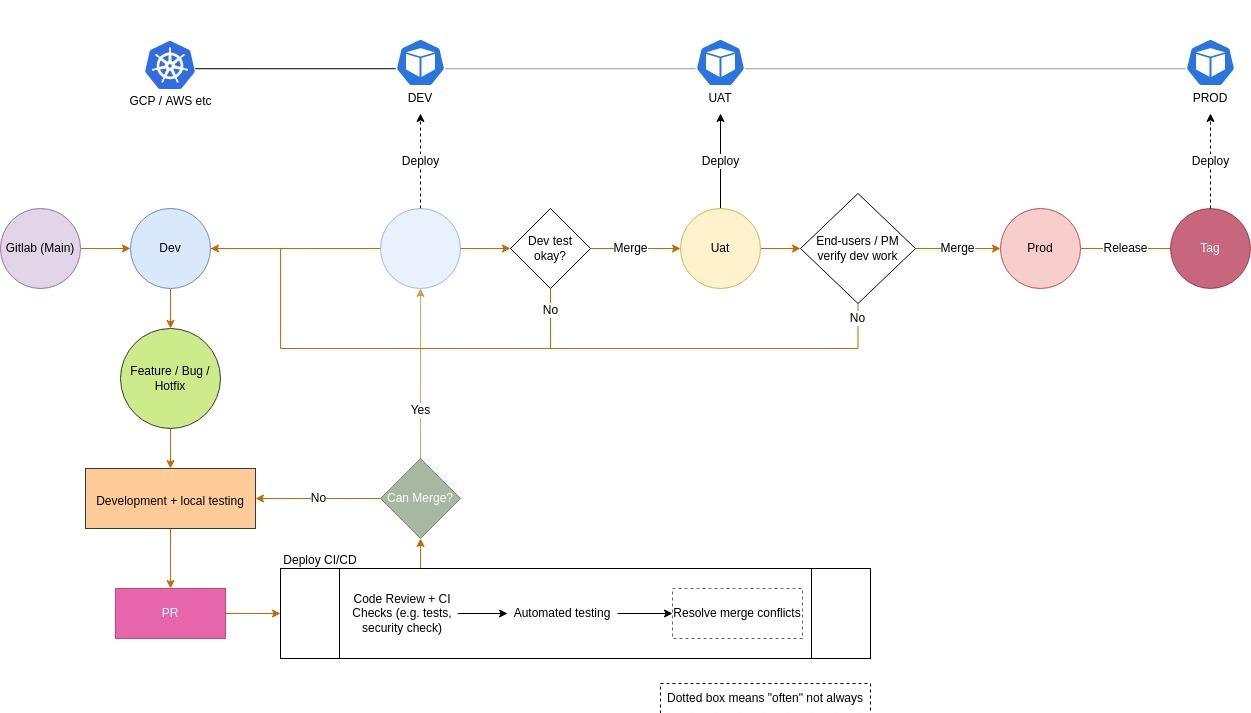 GCP / AWS etc
DEV
UAT
PROD
Deploy
Deploy
Deploy
Gitlab (Main)
Dev
Dev test
okay?
Merge
Uat
End-users / PM
verify dev work
Merge
Prod
Release
Tag
No
No
Feature / Bug /
Hotfix
Yes
Development + local testing
No
Can Merge?
Deploy CI/CD
PR
Code Review + CI
Checks (e.g. tests,
security check)
Automated testing
Resolve merge conflicts
Dotted box means "often" not always